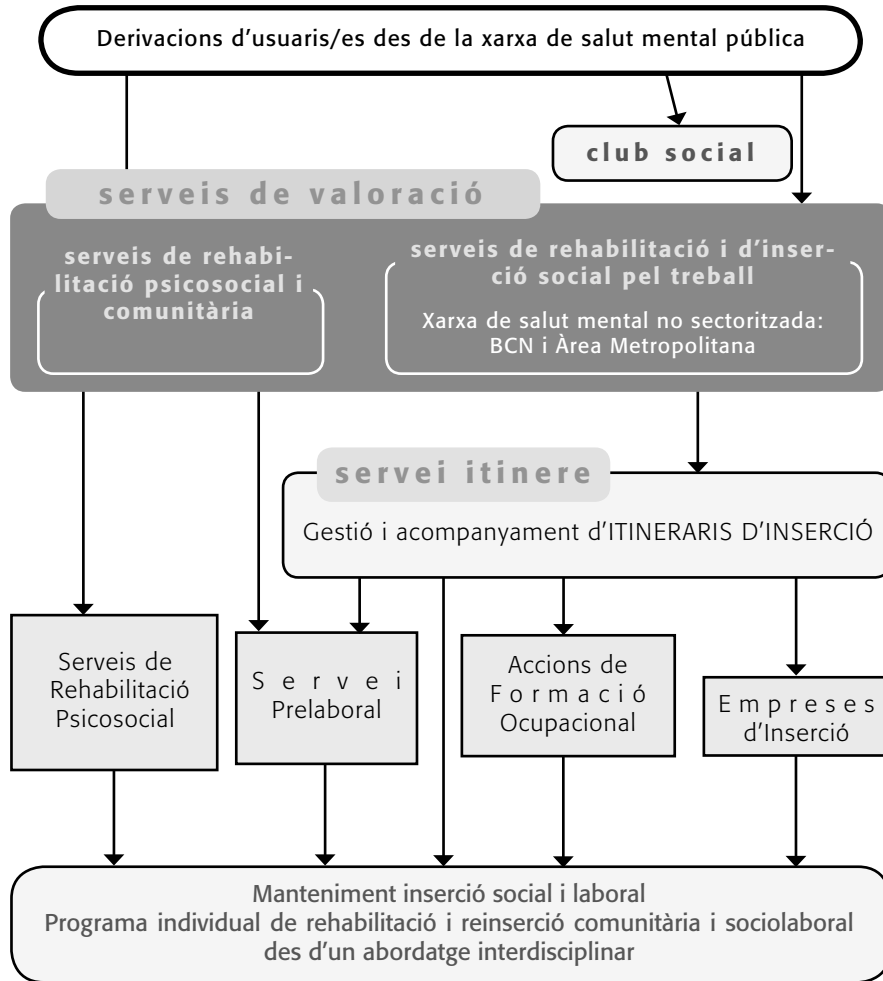 Derivacions d’usuaris/es des de la xarxa de salut mental pública
club social
serveis de valoració
serveis de rehabi-
litació psicosocial i
comunitària
serveis de rehabilitació i d’inser-
ció social pel treball
Xarxa de salut mental no sectoritzada:
BCN i Àrea Metropolitana
servei itinere
Gestió i acompanyament d’ITINERARIS D’INSERCIÓ
Serveis de
Rehabilitació
Psicosocial
Servei
Prelaboral
Accions de
Formació
Ocupacional
Empreses
d’Inserció
Manteniment inserció social i laboral
Programa individual de rehabilitació i reinserció comunitària i sociolaboral
des d’un abordatge interdisciplinar